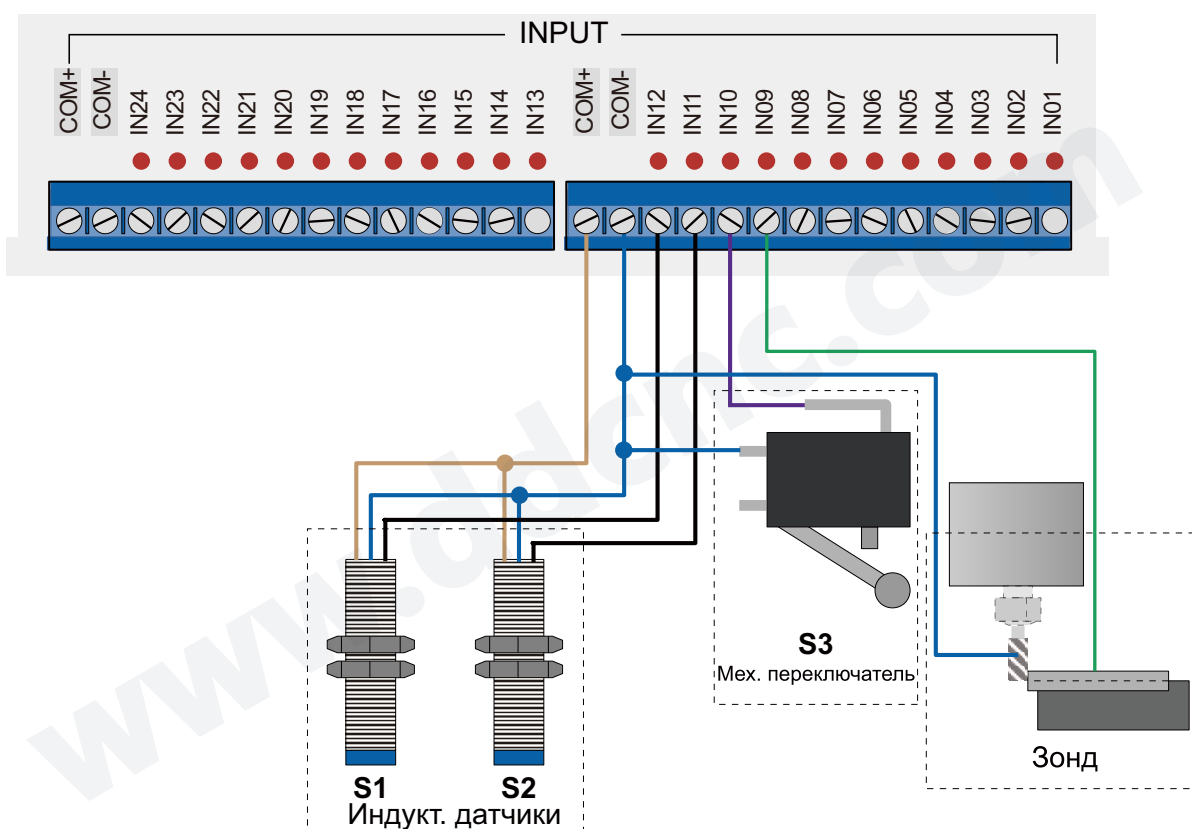 INPUT
COM+ COM- IN24 IN23 IN22 IN21 IN20 IN19 IN18 IN17 IN16 IN15 IN14 IN13 COM+ COM- IN12 IN11 IN10 IN09 IN08 IN07 IN06 IN05 IN04 IN03 IN02 IN01
www.ddcnc.com
S3
Мех. переключатель
Зонд
S1 S2
Индукт. датчики